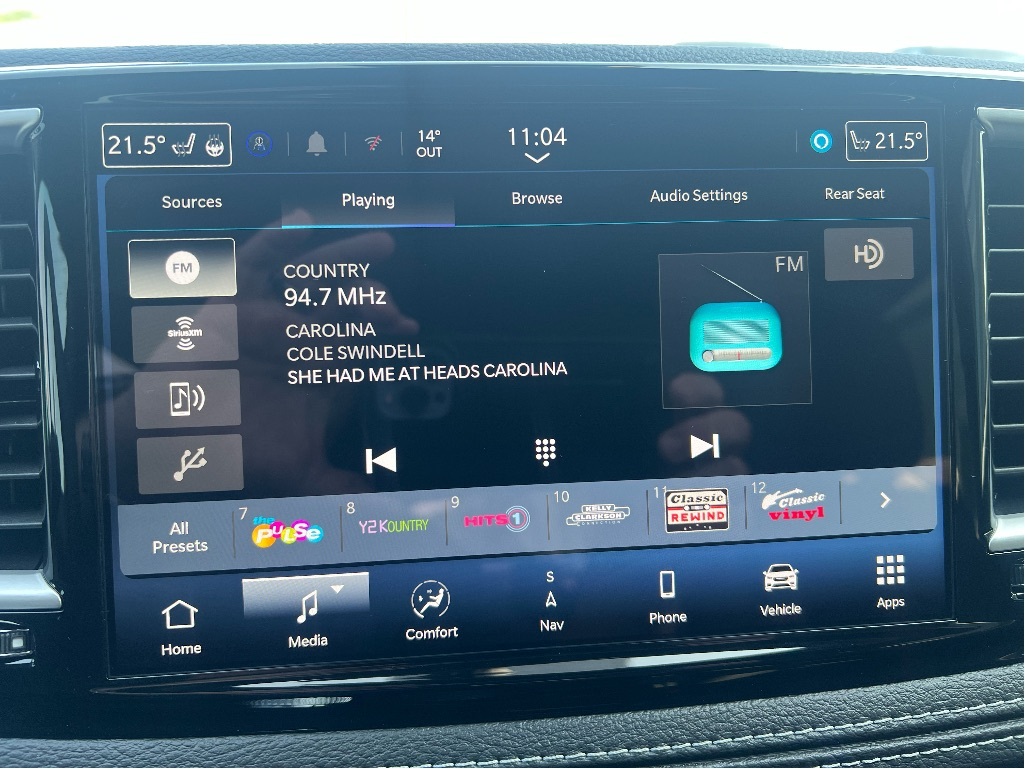 21.5°
14°
OUT
11:04
21.5°
Sources
Playing
Browse
Audio Settings
Rear Seat
FM
COUNTRY
94.7 MHz
CAROLINA
COLE SWINDELL
SHE HAD ME AT HEADS CAROLINA
FM
HD
SiriusXM
All
Presets
7
the
PULSE
8
Y2KOUNTRY
9
HITS 1
10
KELLY
CLARKSON
CONNECTION
11
Classic
REWIND
12
Classic
vinyl
Home
Media
Comfort
S
Nav
Phone
Vehicle
Apps